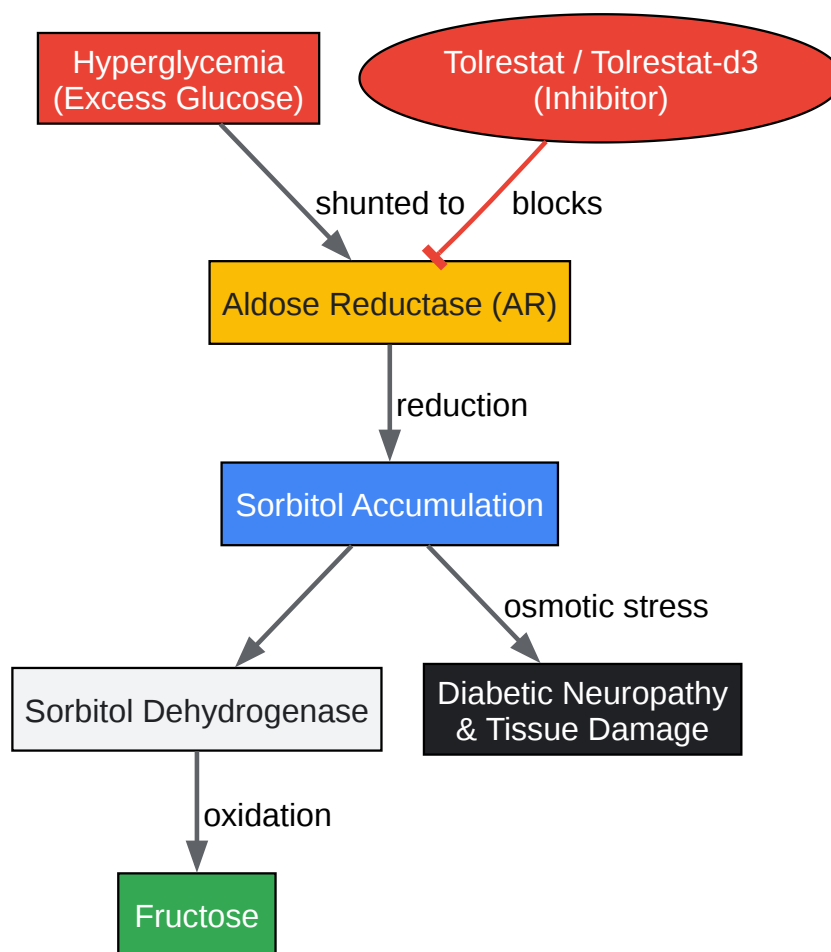 Hyperglycemia
(Excess Glucose)
Tolrestat / Tolrestat-d3
(Inhibitor)
shunted to
blocks
Aldose Reductase (AR)
reduction
Sorbitol Accumulation
osmotic stress
Sorbitol Dehydrogenase
Diabetic Neuropathy
& Tissue Damage
oxidation
Fructose